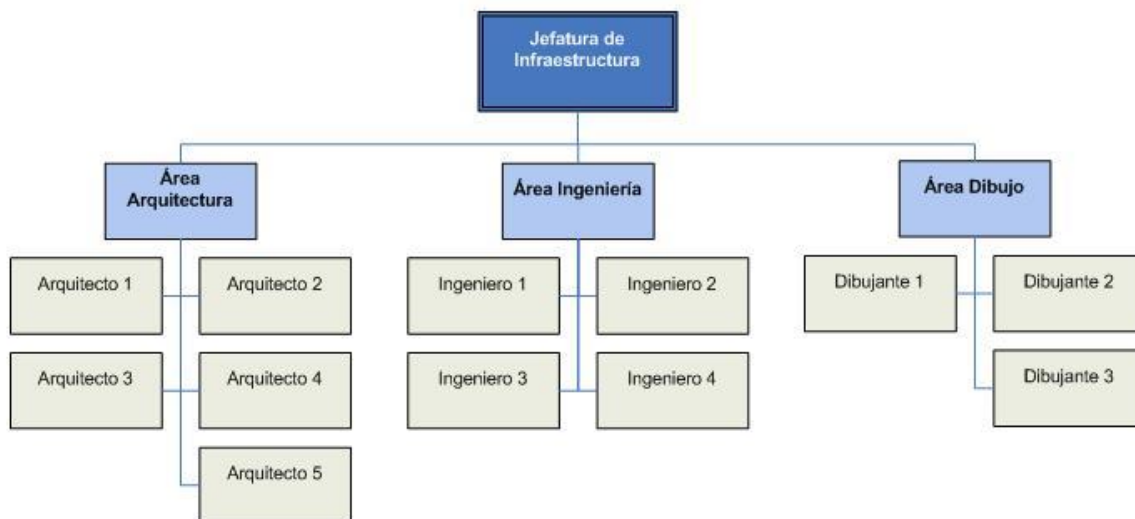 Jefatura de
Infraestructura
Área
Arquitectura
Área Ingeniería
Área Dibujo
Arquitecto 1
Arquitecto 2
Ingeniero 1
Ingeniero 2
Dibujante 1
Dibujante 2
Arquitecto 3
Arquitecto 4
Ingeniero 3
Ingeniero 4
Dibujante 3
Arquitecto 5